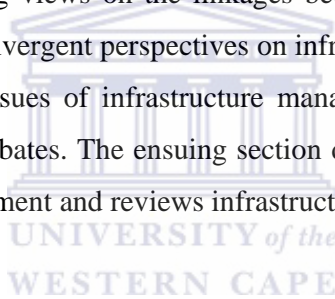 g views on the linkages be
vergent perspectives on infra
sues of infrastructure mana
bates. The ensuing section c
ment and reviews infrastruct
UNIVERSITY of the
WESTERN CAPE